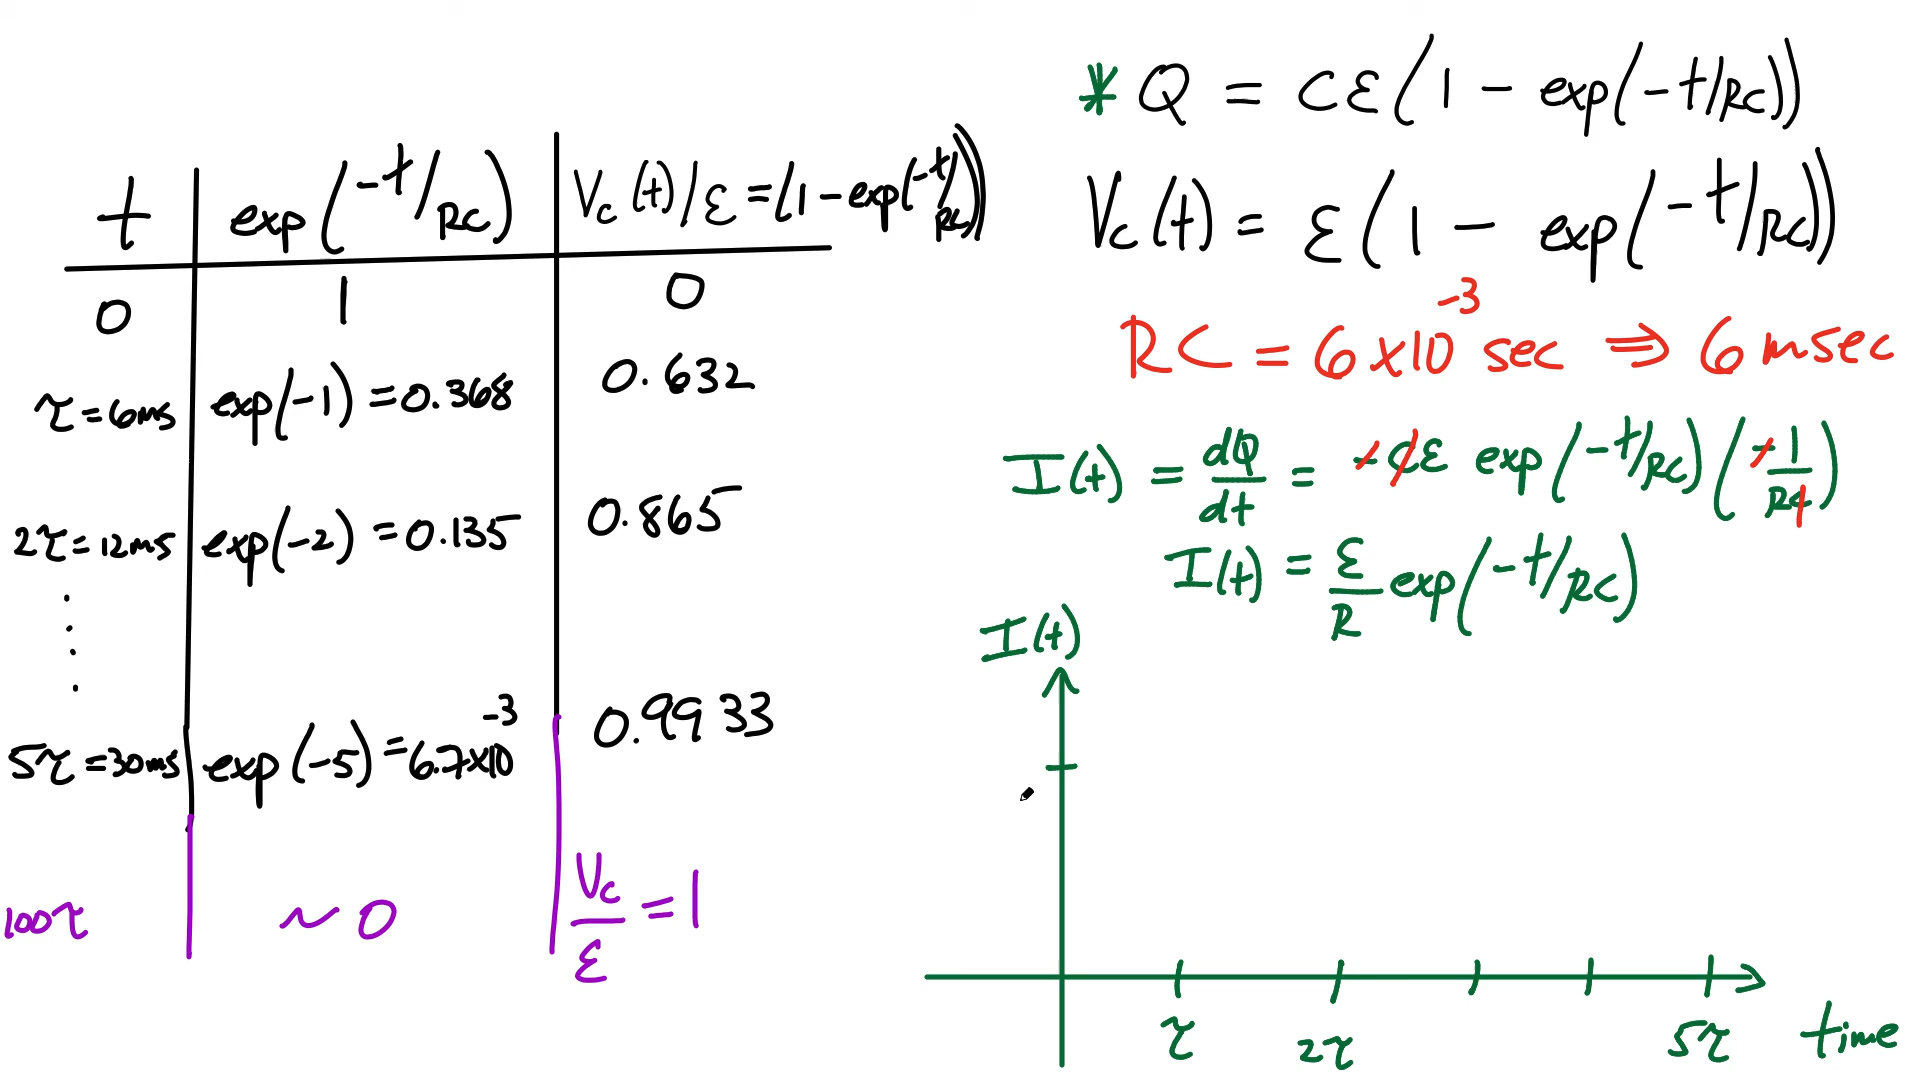 * Q = Cε(1 - exp(-t/RC))
Vc(t) = ε(1 - exp(-t/RC))
RC = 6 x10^-3 sec ⇒ 6 msec
I(t) = dQ/dt = -Cε exp(-t/RC)(-1/RC)
I(t) = ε/R exp(-t/RC)
t | exp(-t/RC) | Vc(t)/ε = (1 - exp(-t/RC))
0 | 1 | 0
τ = 6ms | exp(-1) = 0.368 | 0.632
2τ = 12ms | exp(-2) = 0.135 | 0.865
5τ = 30ms | exp(-5) = 6.7x10^-3 | 0.9933
100τ | ~ 0 | Vc/ε = 1
I(t)
τ 2τ 5τ time